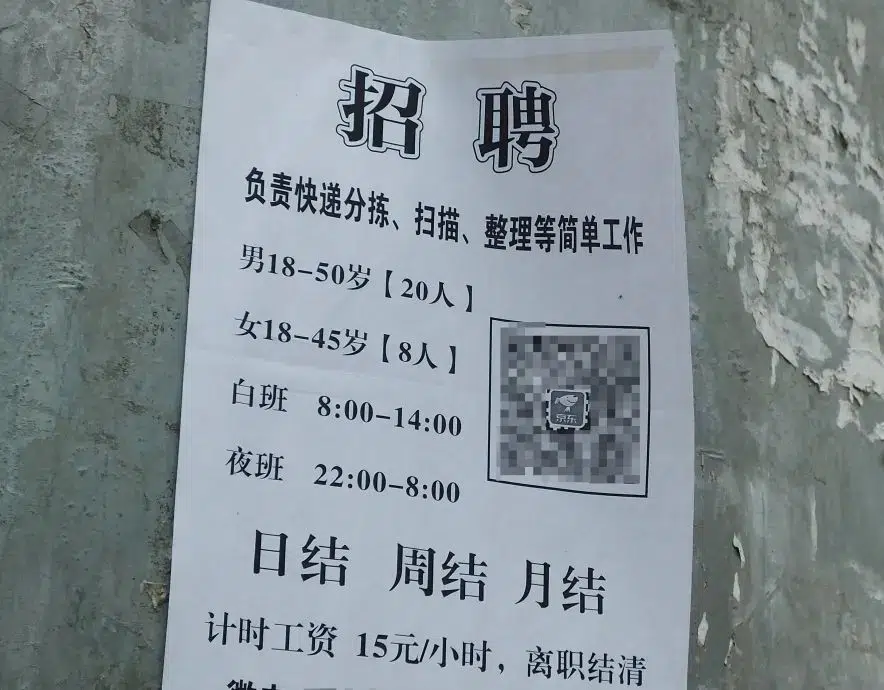 招 聘
负责快递分拣、扫描、整理等简单工作
男18-50岁【20人】
女18-45岁【8人】
京东
白班 8:00-14:00
夜班 22:00-8:00
日结 周结 月结
计时工资 15元/小时，离职结清